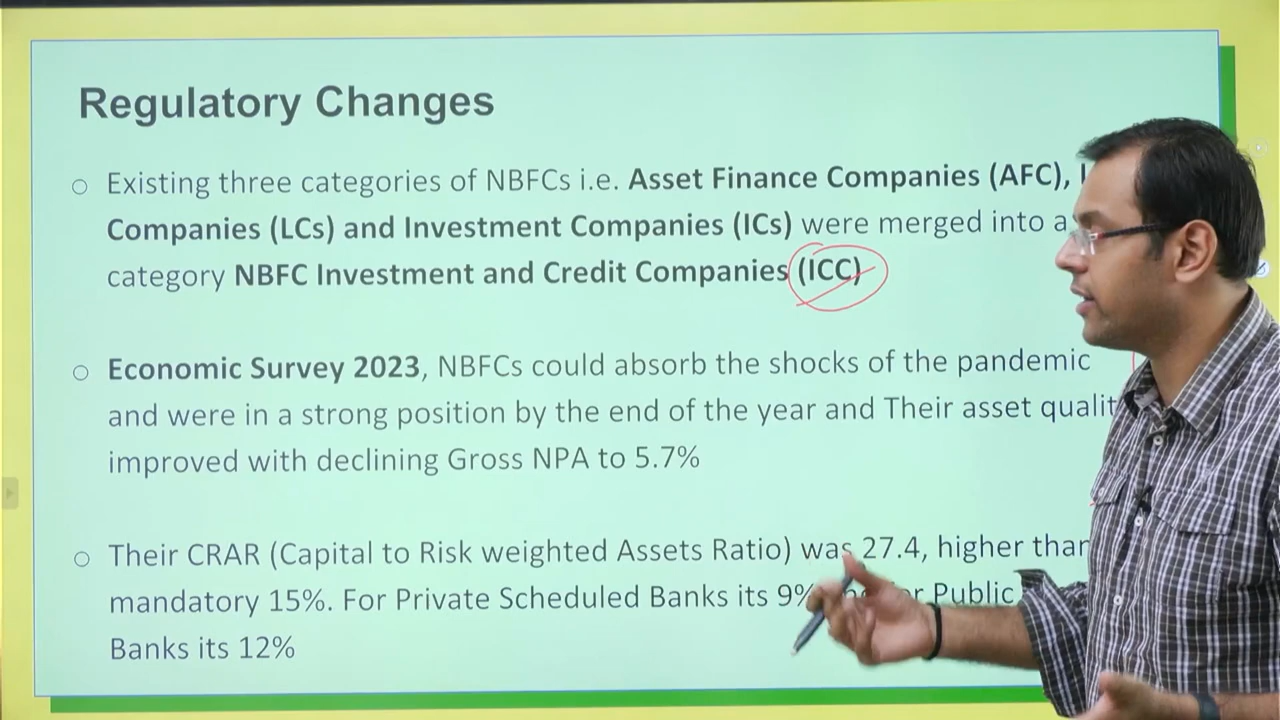 Regulatory Changes
○ Existing three categories of NBFCs i.e. Asset Finance Companies (AFC),
Companies (LCs) and Investment Companies (ICs) were merged into a
category NBFC Investment and Credit Companies (ICC)
○ Economic Survey 2023, NBFCs could absorb the shocks of the pandemic
and were in a strong position by the end of the year and Their asset
improved with declining Gross NPA to 5.7%
○ Their CRAR (Capital to Risk weighted Assets Ratio) was 27.4, higher than
mandatory 15%. For Private Scheduled Banks its 9% Public
Banks its 12%